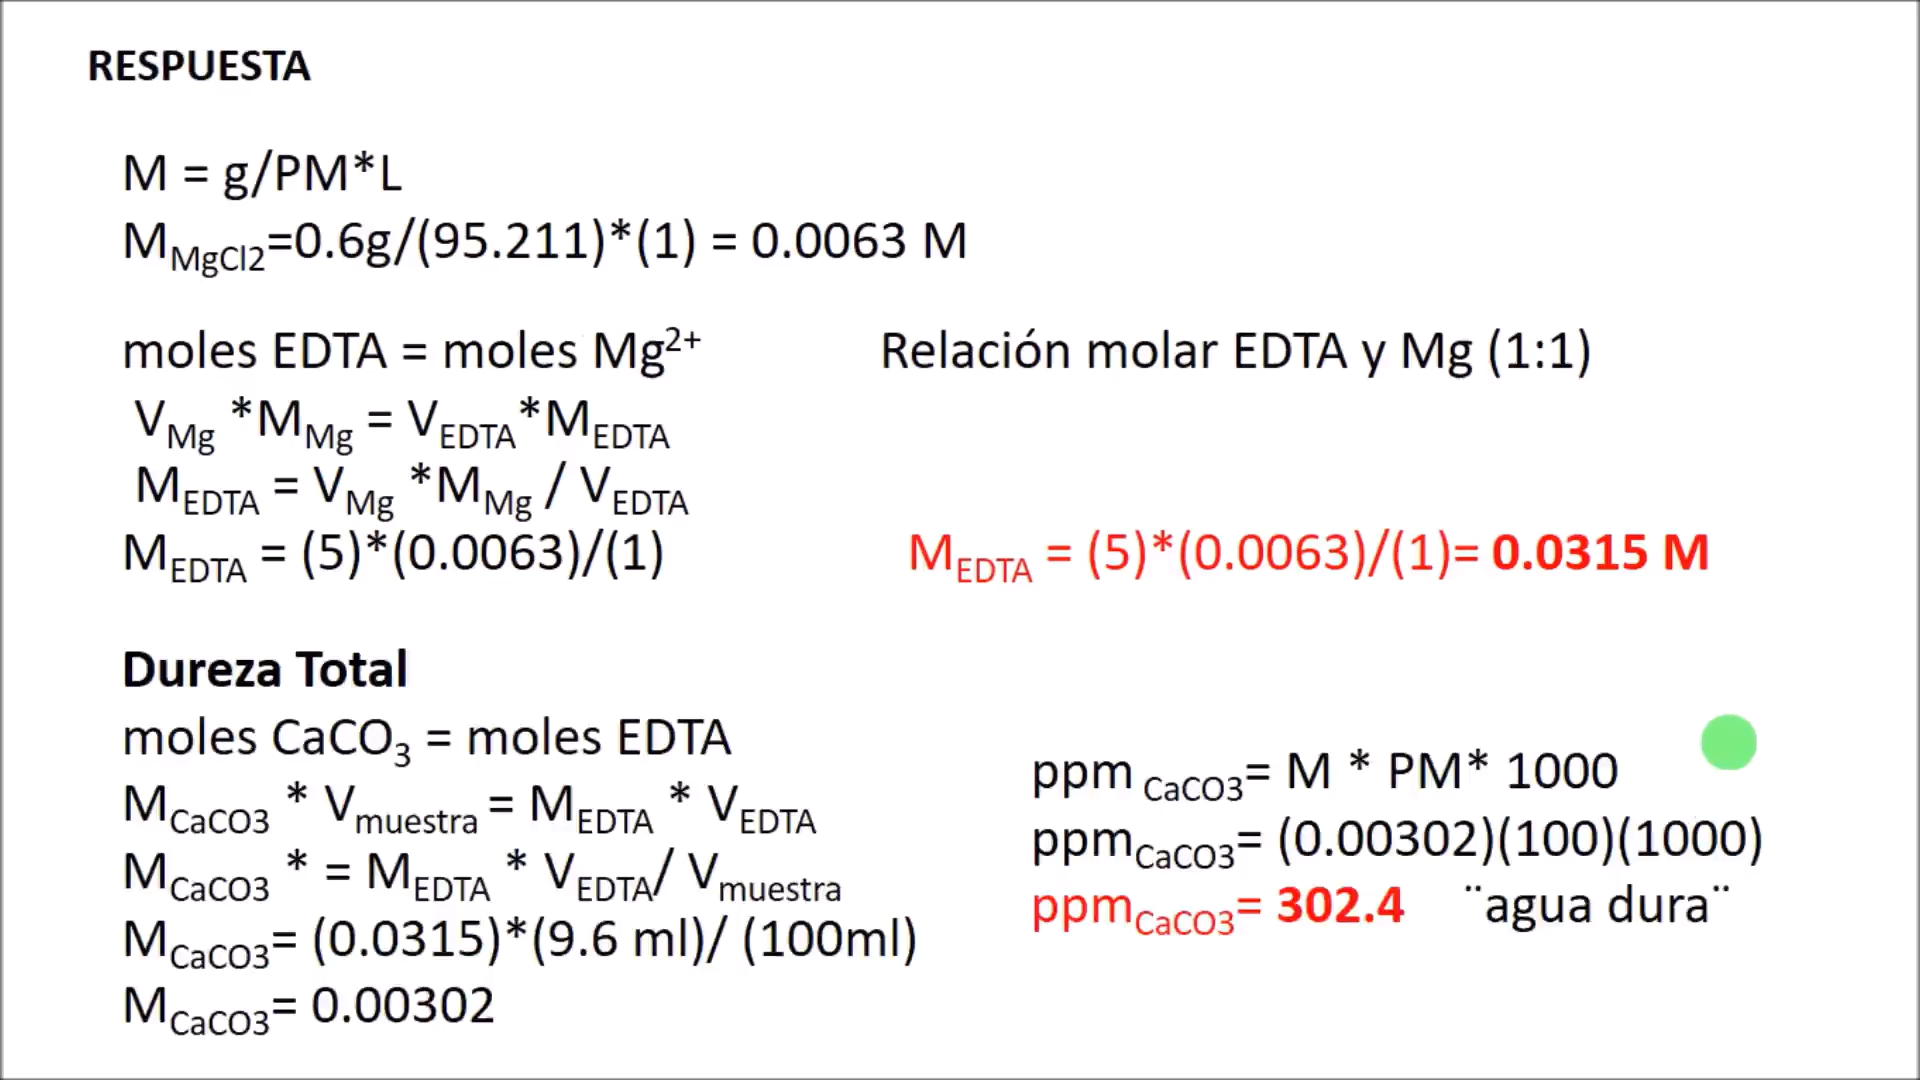 RESPUESTA
M = g/PM*L
MMgCl2=0.6g/(95.211)*(1) = 0.0063 M
moles EDTA = moles Mg2+
Relación molar EDTA y Mg (1:1)
VMg *MMg = VEDTA*MEDTA
MEDTA = VMg *MMg / VEDTA
MEDTA = (5)*(0.0063)/(1)
MEDTA = (5)*(0.0063)/(1)= 0.0315 M
Dureza Total
moles CaCO3 = moles EDTA
MCaCO3 * Vmuestra = MEDTA * VEDTA
MCaCO3 * = MEDTA * VEDTA/ Vmuestra
MCaCO3= (0.0315)*(9.6 ml)/ (100ml)
MCaCO3= 0.00302
ppm CaCO3= M * PM* 1000
ppmCaCO3= (0.00302)(100)(1000)
ppmCaCO3= 302.4 ¨agua dura¨